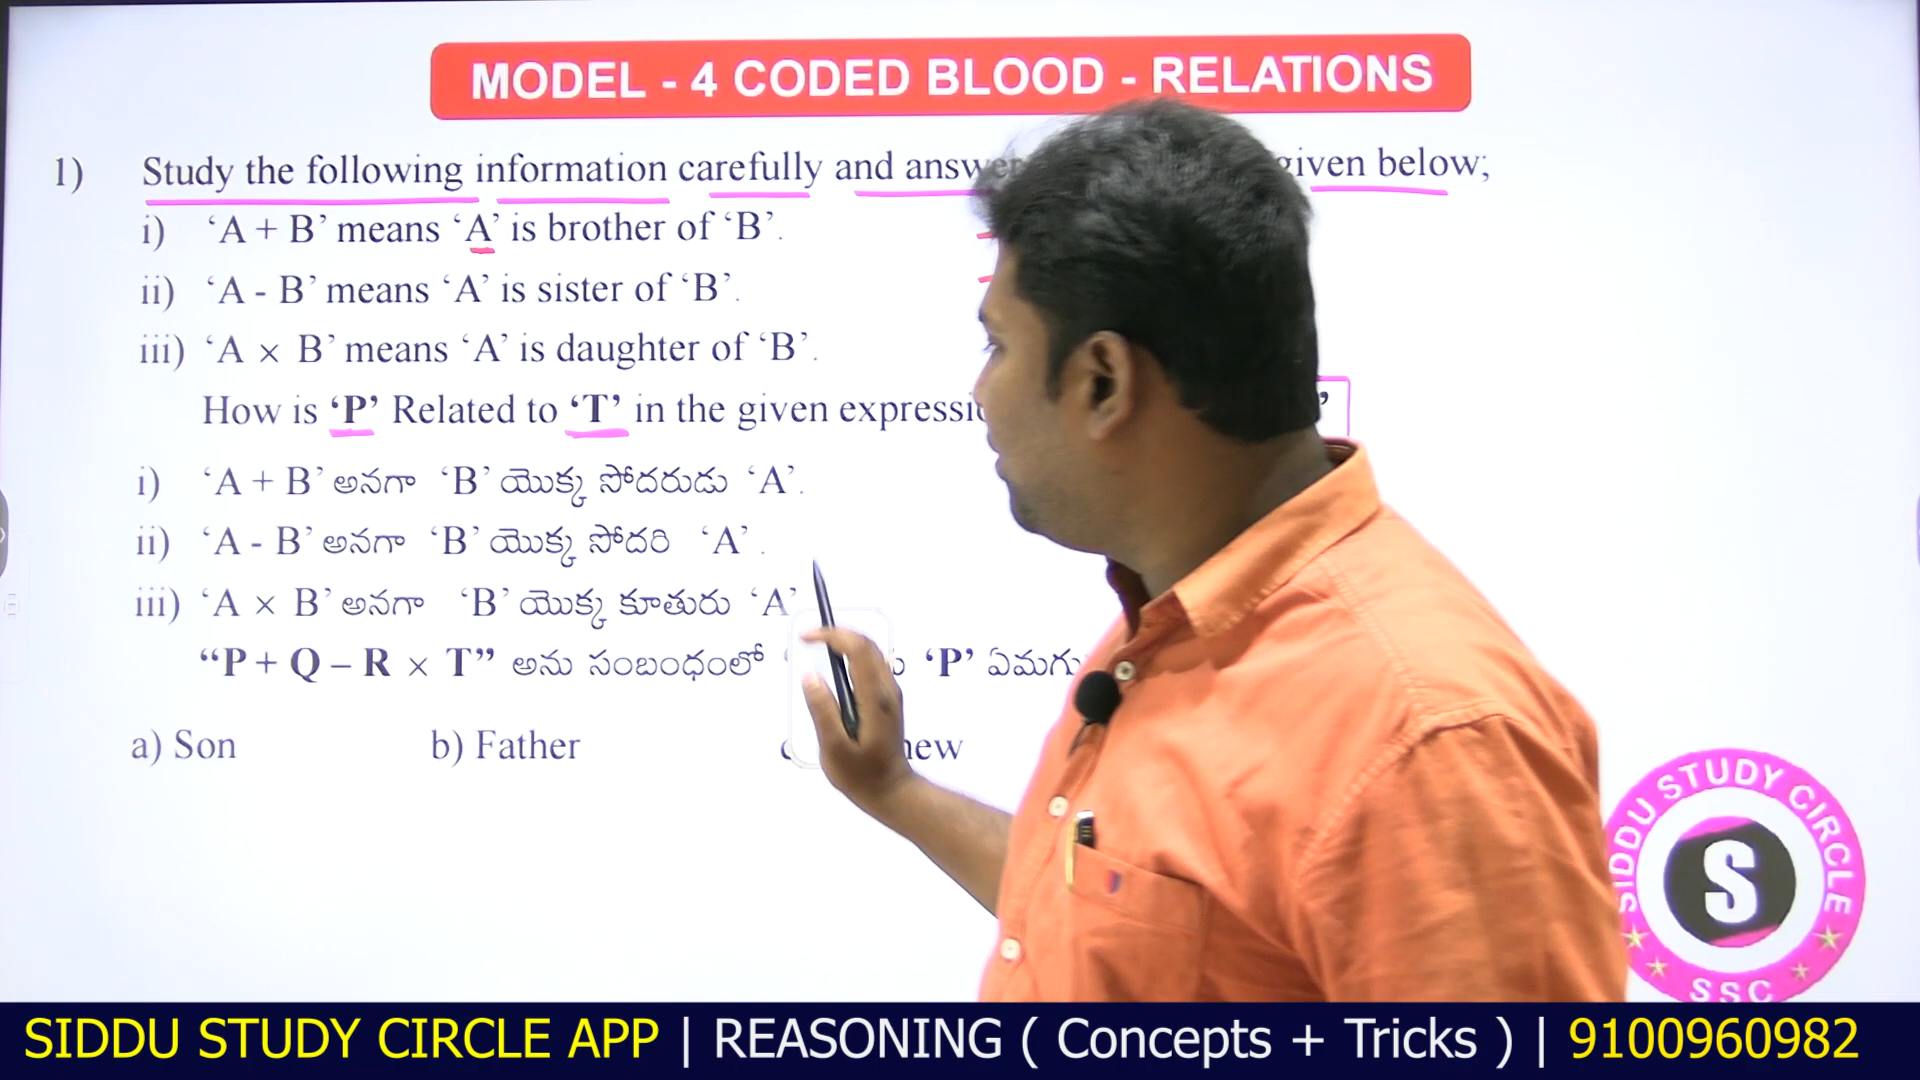 MODEL - 4 CODED BLOOD - RELATIONS
1) Study the following information carefully and answer given below;
i) ‘A + B’ means ‘A’ is brother of ‘B’.
ii) ‘A - B’ means ‘A’ is sister of ‘B’.
iii) ‘A × B’ means ‘A’ is daughter of ‘B’.
How is ‘P’ Related to ‘T’ in the given ’
i) ‘A + B’ అనగా ‘B’ యొక్క సోదరుడు ‘A’.
ii) ‘A - B’ అనగా ‘B’ యొక్క సోదరి ‘A’ .
iii) ‘A × B’ అనగా ‘B’ యొక్క కూతురు ‘A’
“P + Q – R × T” అను సంబంధంలో ‘P’
a) Son b) Father
SIDDU STUDY CIRCLE
S
SSC
SIDDU STUDY CIRCLE APP | REASONING ( Concepts + Tricks ) | 9100960982